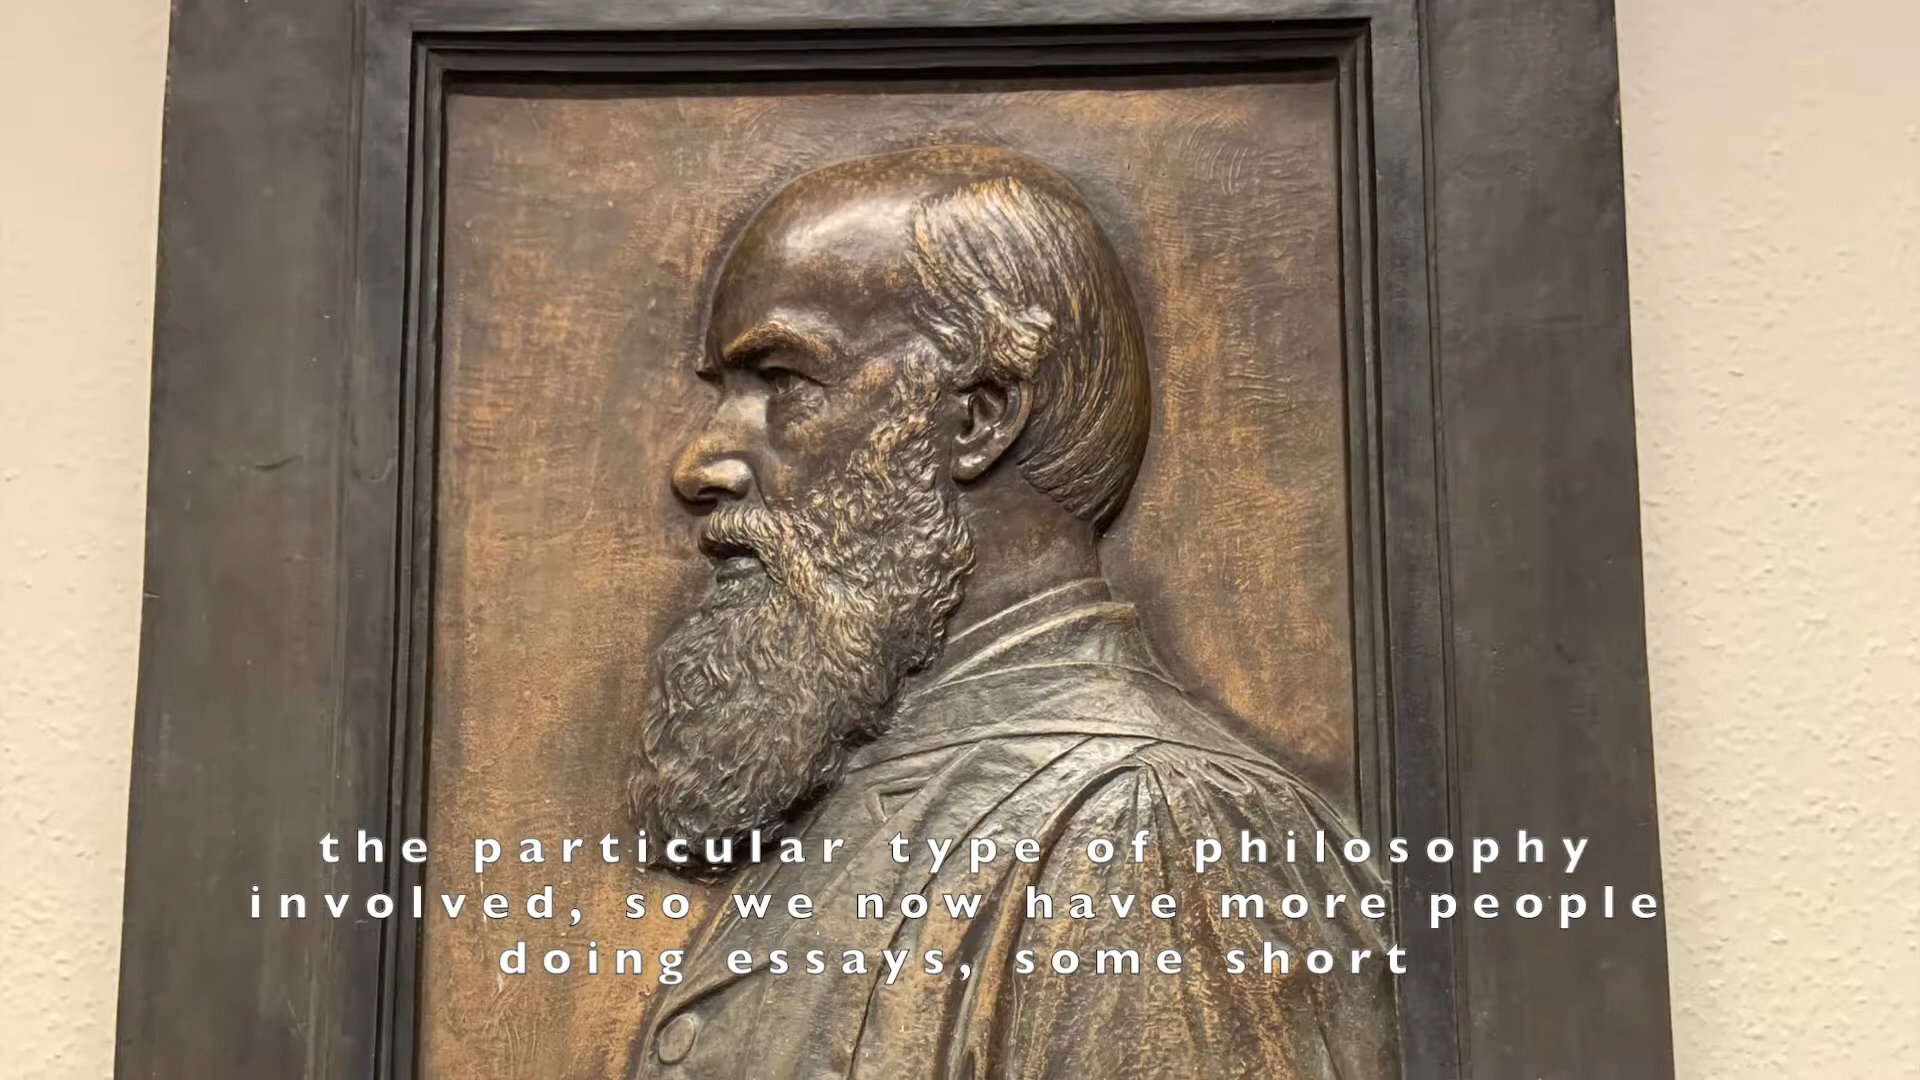 the particular type of philosophy
involved, so we now have more people
doing essays, some short